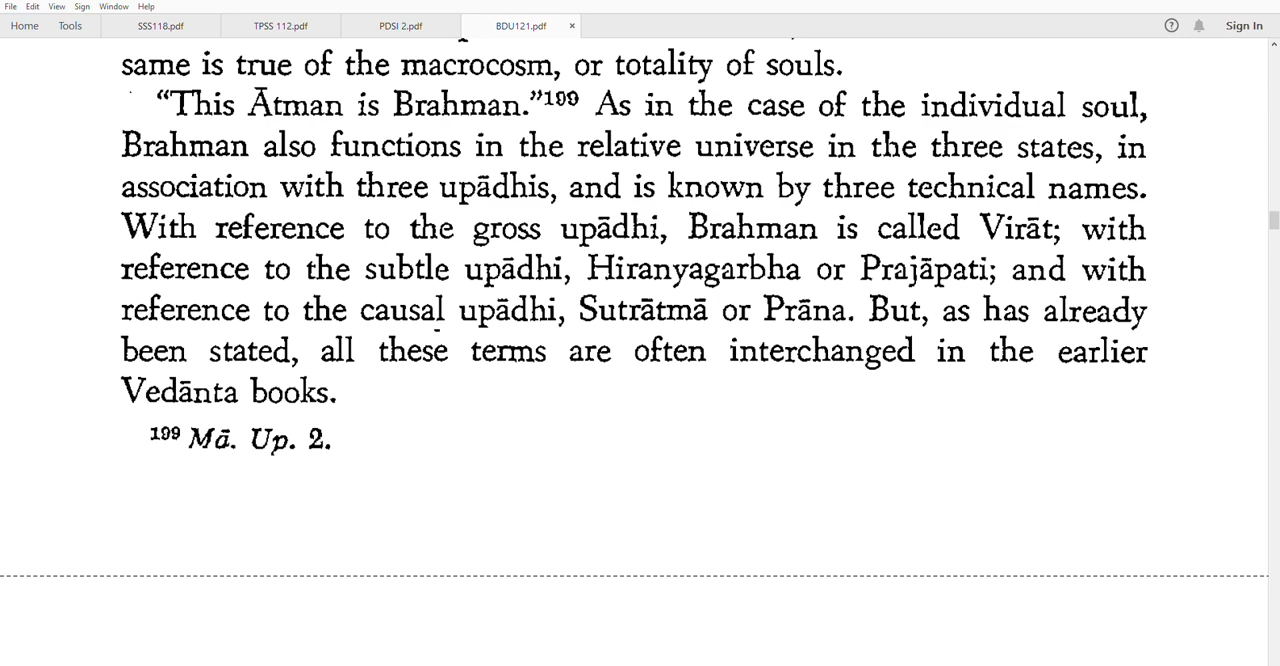 File Edit View Sign Window Help
Home Tools SSS118.pdf TPSS 112.pdf PDSI 2.pdf BDU121.pdf × Sign In
same is true of the macrocosm, or totality of souls.
“This Ātman is Brahman.”¹⁹⁹ As in the case of the individual soul,
Brahman also functions in the relative universe in the three states, in
association with three upādhis, and is known by three technical names.
With reference to the gross upādhi, Brahman is called Virāt; with
reference to the subtle upādhi, Hiranyagarbha or Prajāpati; and with
reference to the causal upādhi, Sutrātmā or Prāna. But, as has already
been stated, all these terms are often interchanged in the earlier
Vedānta books.
¹⁹⁹ Mā. Up. 2.